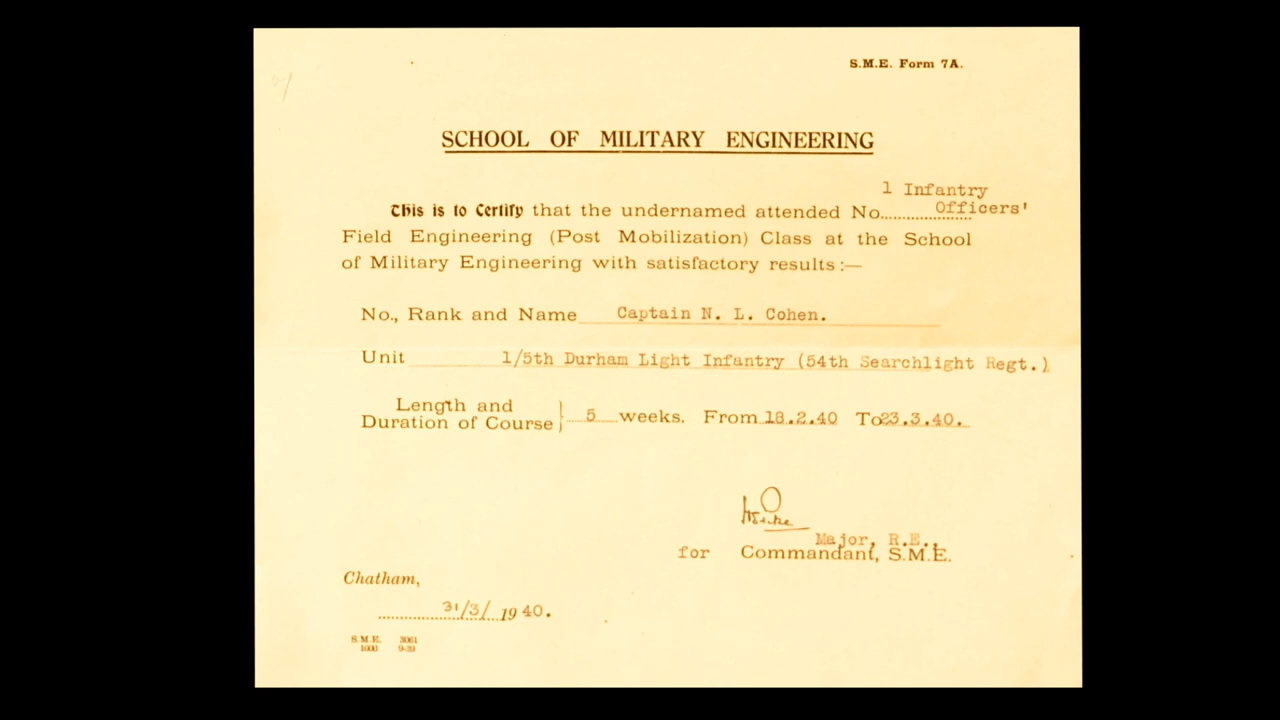 S.M.E. Form 7A.
SCHOOL OF MILITARY ENGINEERING
1 Infantry
This is to Certify that the undernamed attended No. Officers'
Field Engineering (Post Mobilization) Class at the School
of Military Engineering with satisfactory results:—
No., Rank and Name Captain N. L. Cohen.
Unit 1/5th Durham Light Infantry (54th Searchlight Regt.)
Length and
Duration of Course } 5 weeks. From 18.2.40 To 23.3.40.
Major, R.E.,
for Commandant, S.M.E.
Chatham,
31/3/ 1940.
S.M.E. 3061
1000 9-39